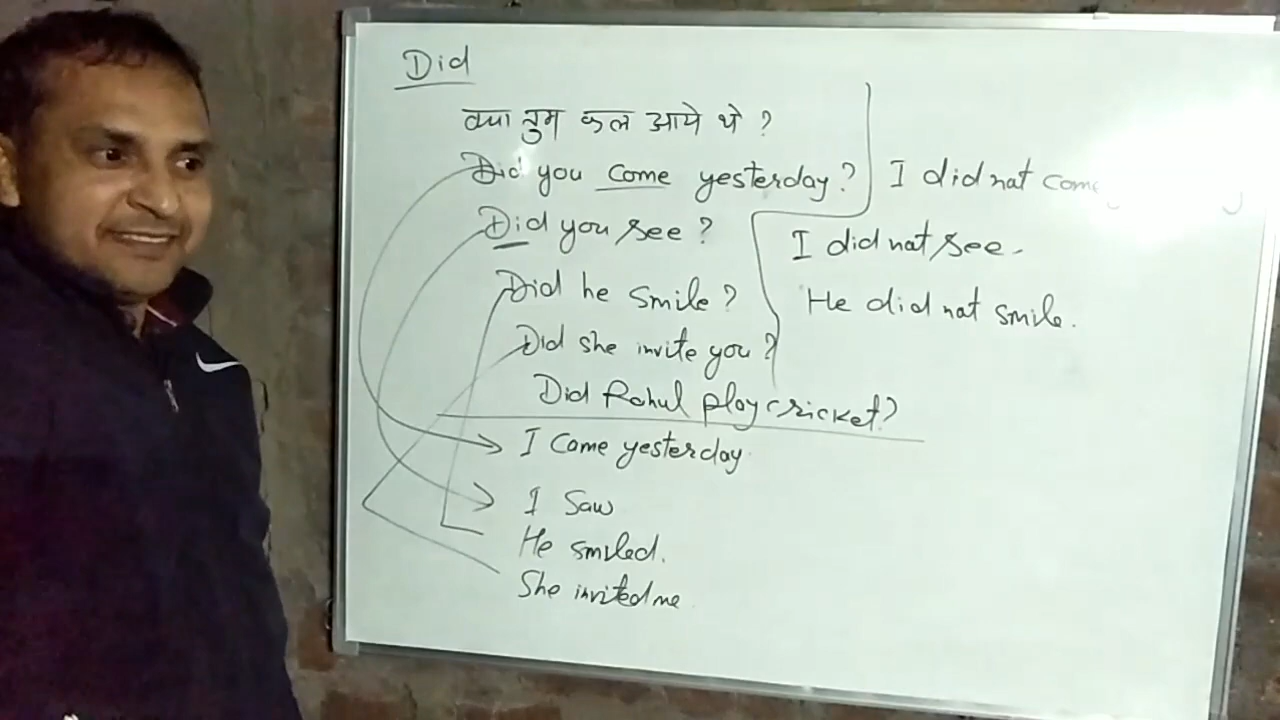 Did
क्या तुम कल आये थे ?
Did you come yesterday? I did not come
Did you see ? I did not see.
Did he smile ? He did not smile.
Did she invite you ?
Did Rahul play cricket?
I Came yesterday
I Saw
He smiled.
She invited me